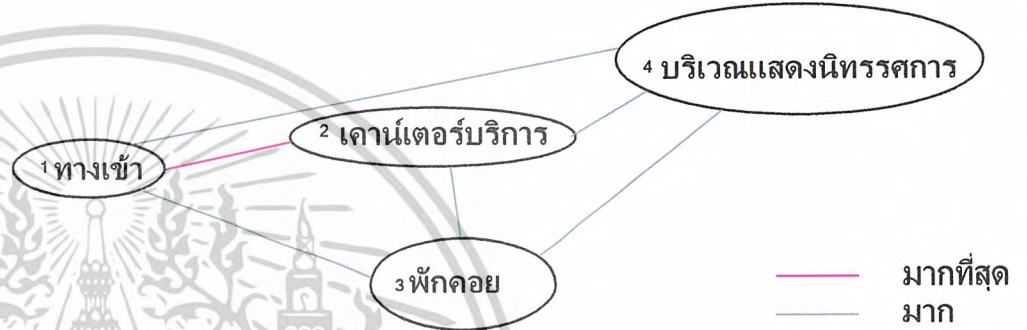 4 บริเวณแสดงนิทรรศการ
2 เคาน์เตอร์บริการ
1 ทางเข้า
3 พักคอย
มากที่สุด
มาก